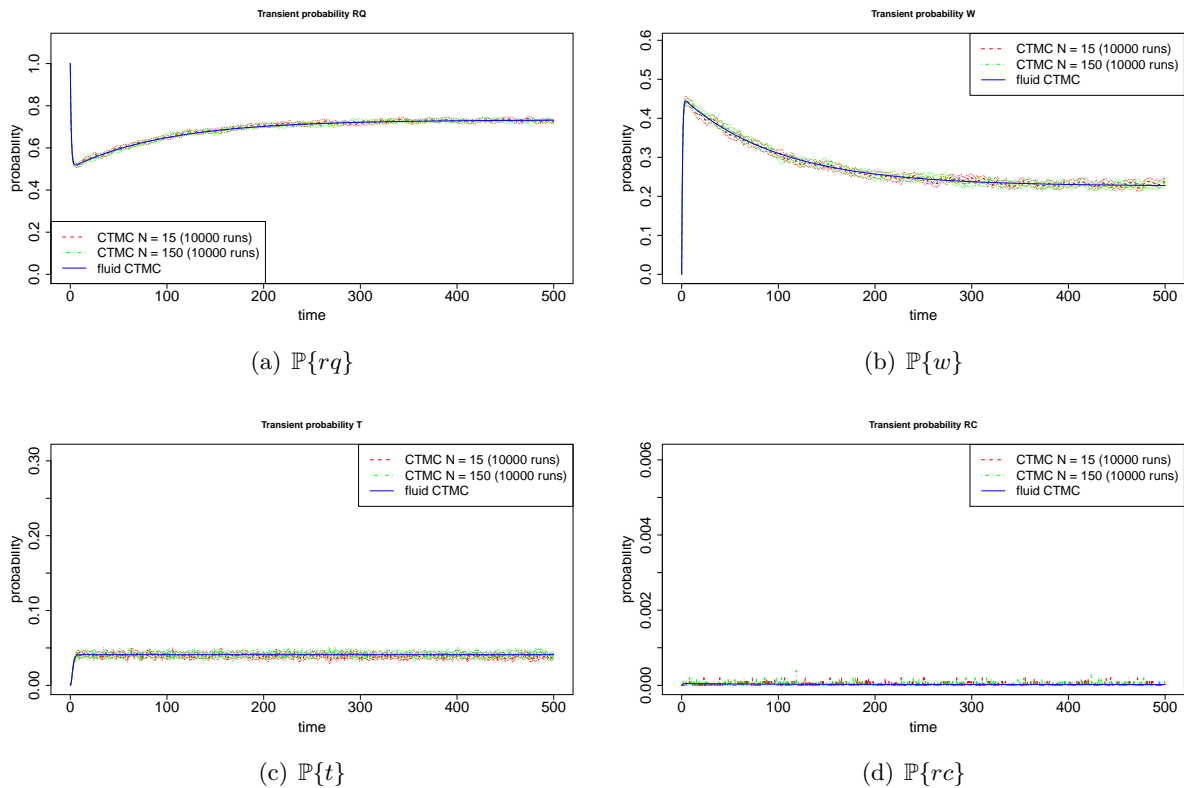 Transient probability RQ
probability
0.0 0.2 0.4 0.6 0.8 1.0
CTMC N = 15 (10000 runs)
CTMC N = 150 (10000 runs)
fluid CTMC
0 100 200 300 400 500
time
(a) ℙ{rq}
Transient probability W
probability
0.0 0.1 0.2 0.3 0.4 0.5 0.6
CTMC N = 15 (10000 runs)
CTMC N = 150 (10000 runs)
fluid CTMC
0 100 200 300 400 500
time
(b) ℙ{w}
Transient probability T
probability
0.00 0.10 0.20 0.30
CTMC N = 15 (10000 runs)
CTMC N = 150 (10000 runs)
fluid CTMC
0 100 200 300 400 500
time
(c) ℙ{t}
Transient probability RC
probability
0.000 0.002 0.004 0.006
CTMC N = 15 (10000 runs)
CTMC N = 150 (10000 runs)
fluid CTMC
0 100 200 300 400 500
time
(d) ℙ{rc}